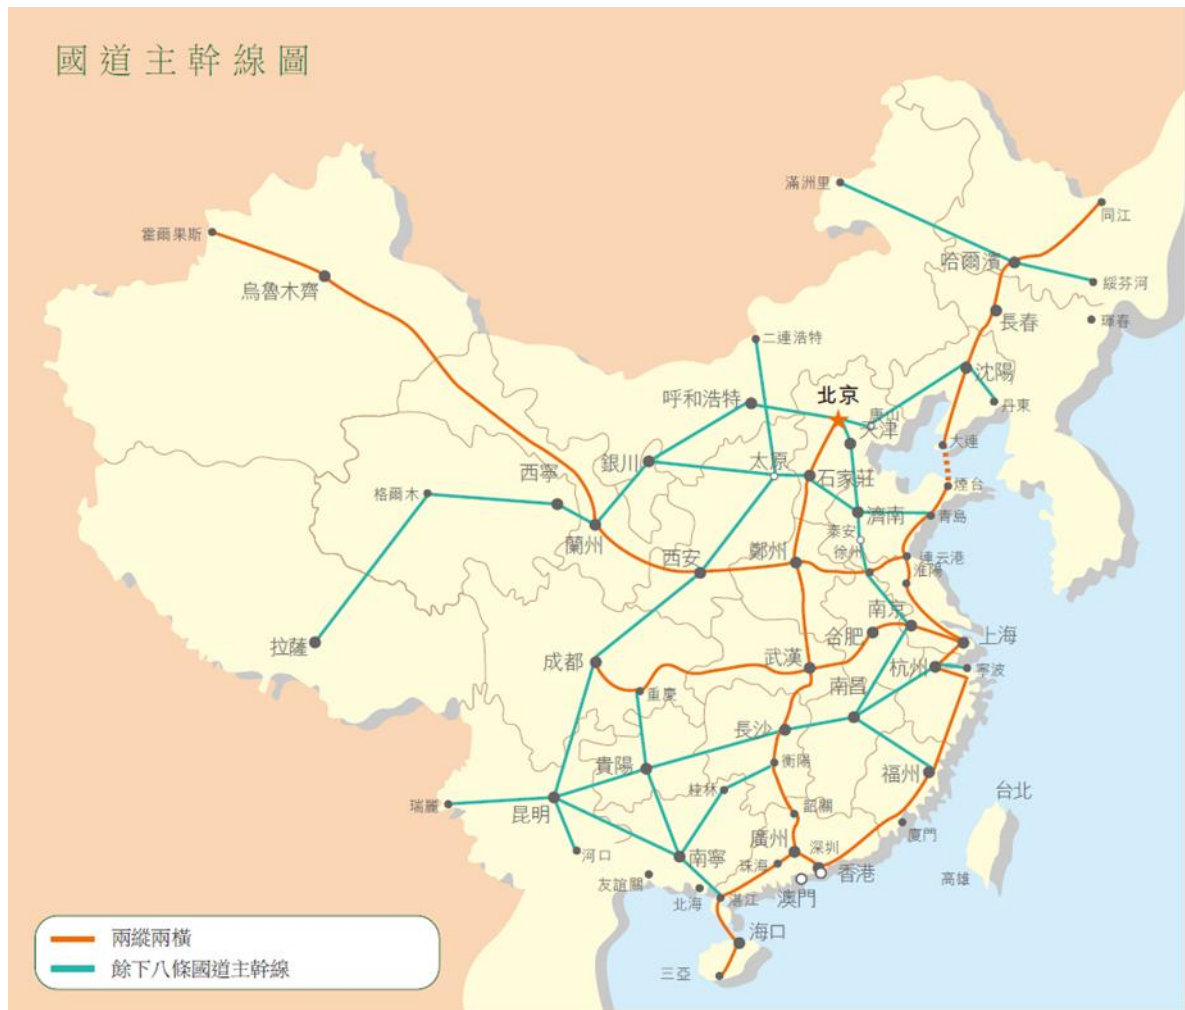 國道主幹線圖
滿洲里
同江
霍爾果斯
哈爾濱
綏芬河
烏魯木齊
長春
琿春
二連浩特
沈陽
呼和浩特
北京
唐山
丹東
天津
大連
銀川
太原
石家莊
西寧
格爾木
煙台
濟南
青島
蘭州
泰安
徐州
西安
鄭州
連云港
淮陽
南京
合肥
上海
拉薩
成都
武漢
杭州
寧波
重慶
南昌
長沙
貴陽
衡陽
福州
桂林
瑞麗
昆明
韶關
台北
廈門
廣州
深圳
河口
南寧
珠海
香港
高雄
友誼關
北海
湛江
澳門
海口
三亞
兩縱兩橫
餘下八條國道主幹線